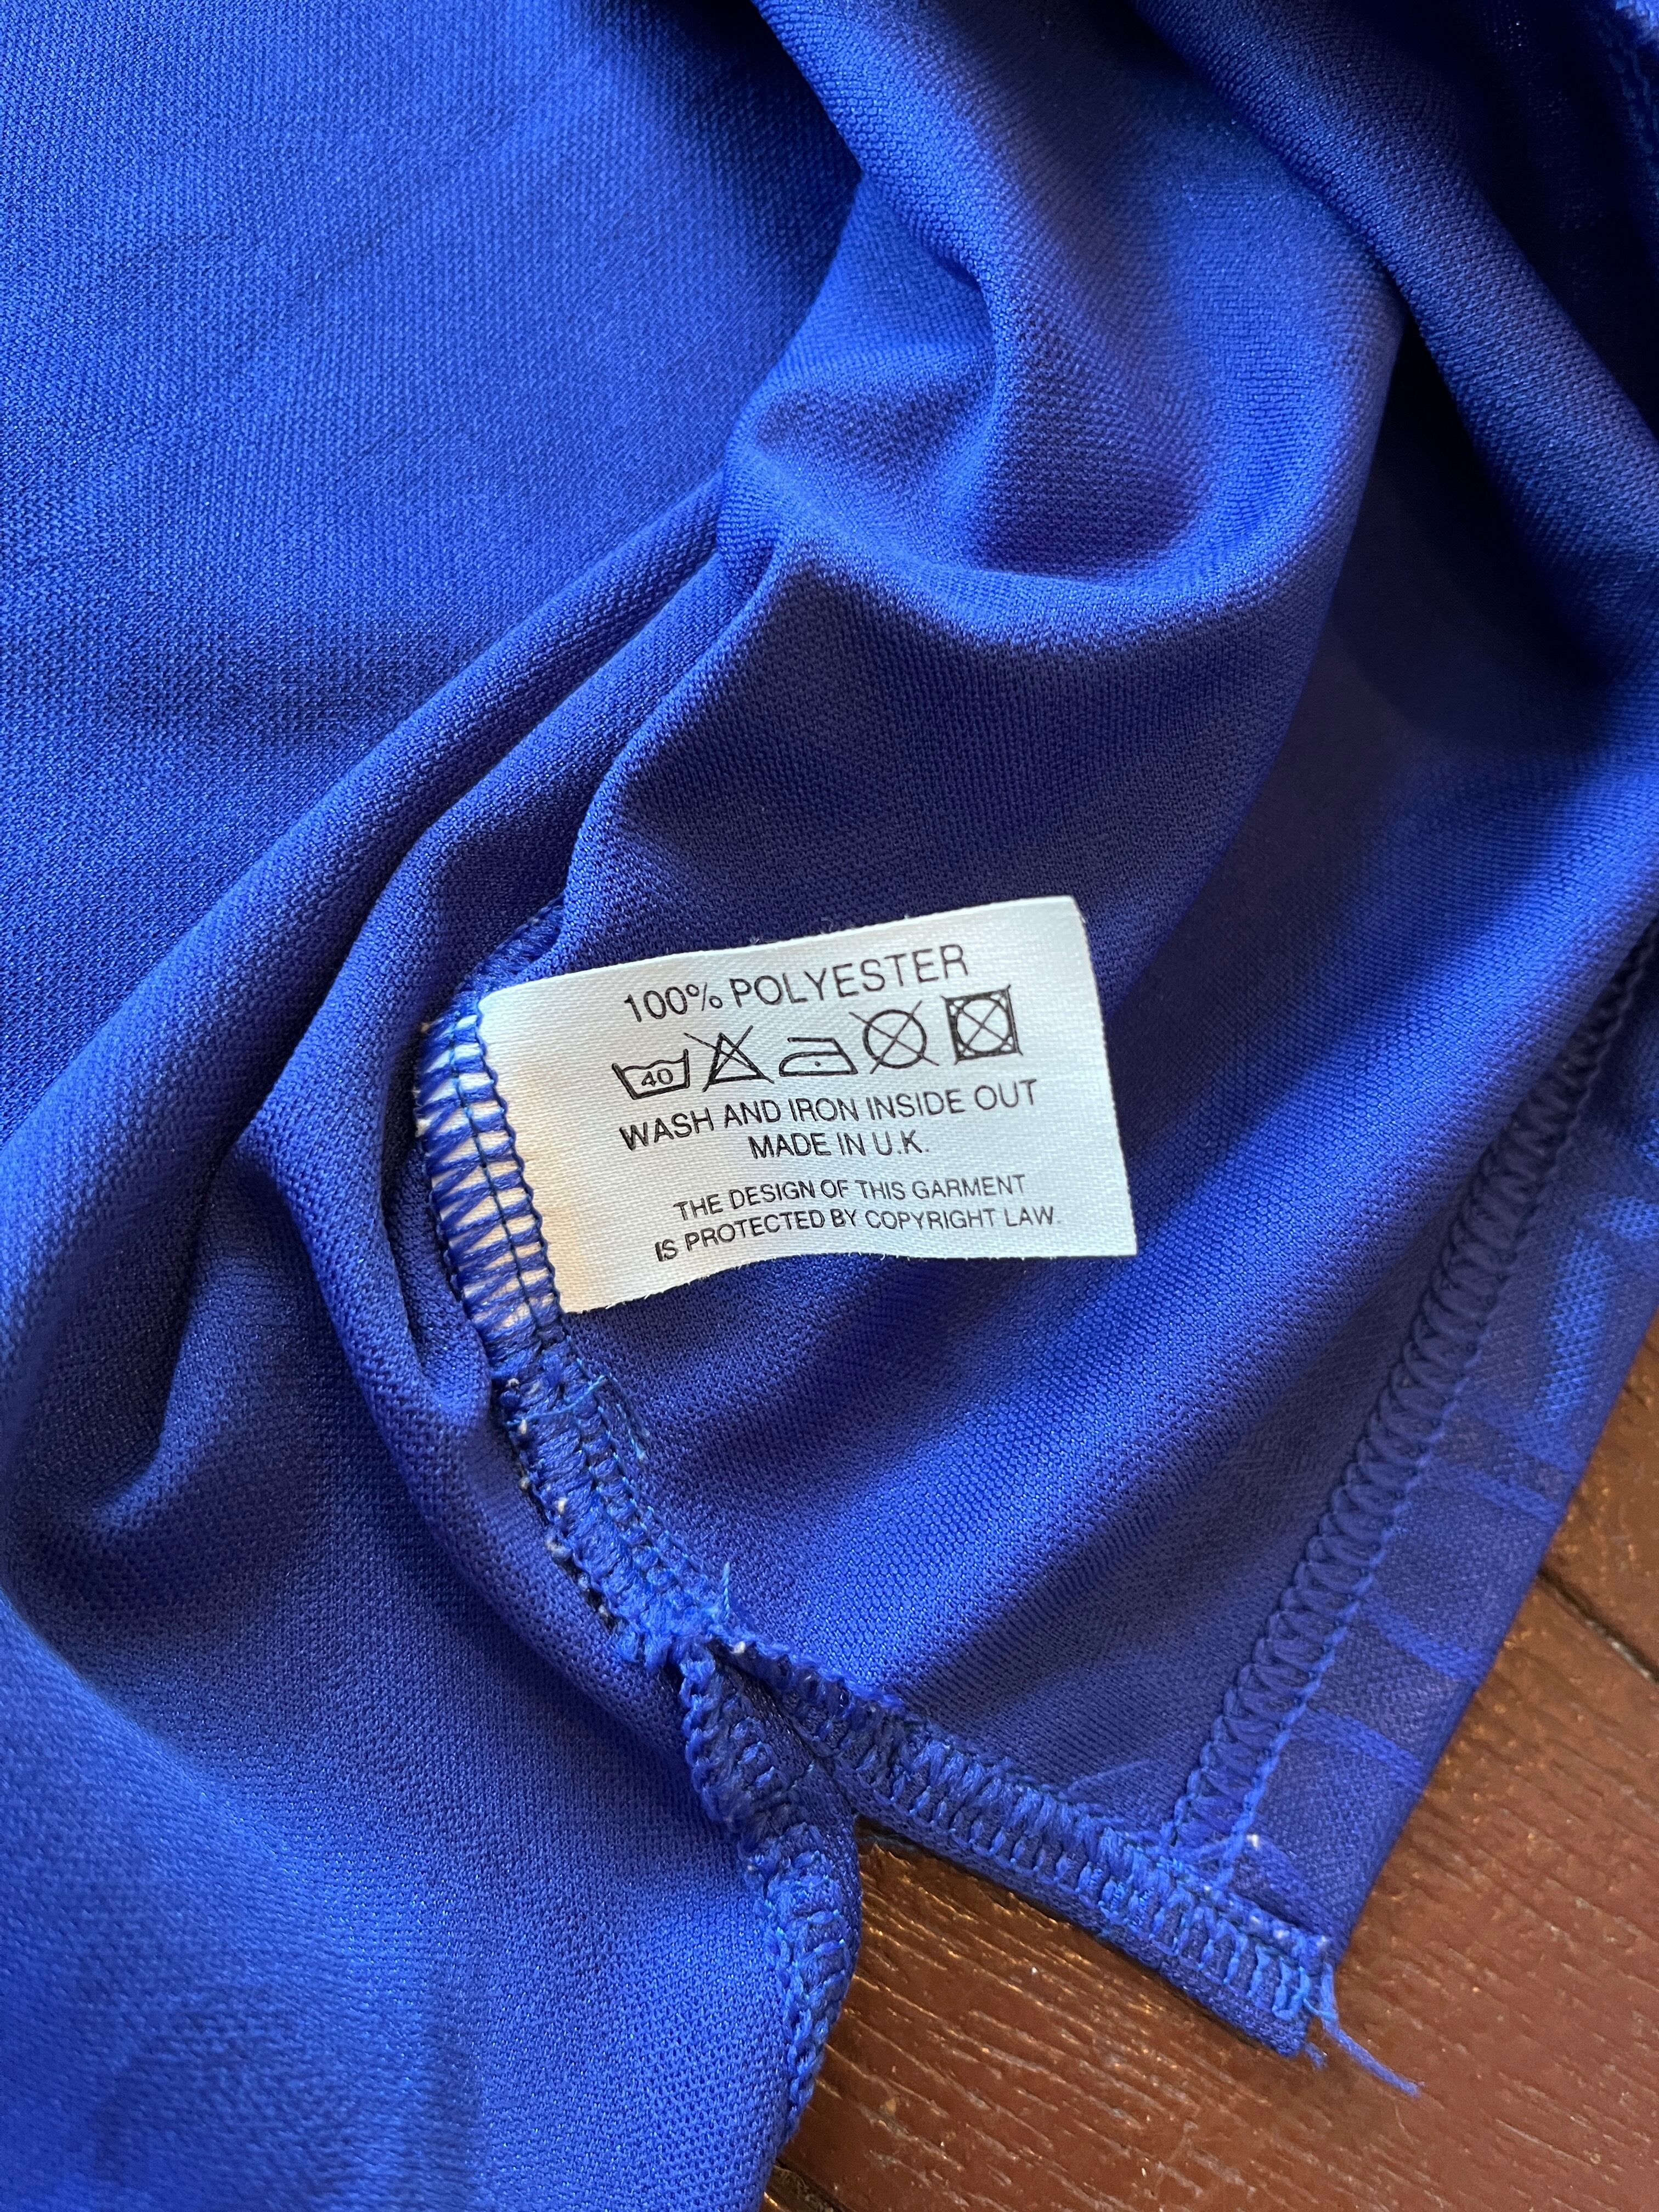 100% POLYESTER
40
WASH AND IRON INSIDE OUT
MADE IN U.K.
THE DESIGN OF THIS GARMENT
IS PROTECTED BY COPYRIGHT LAW.